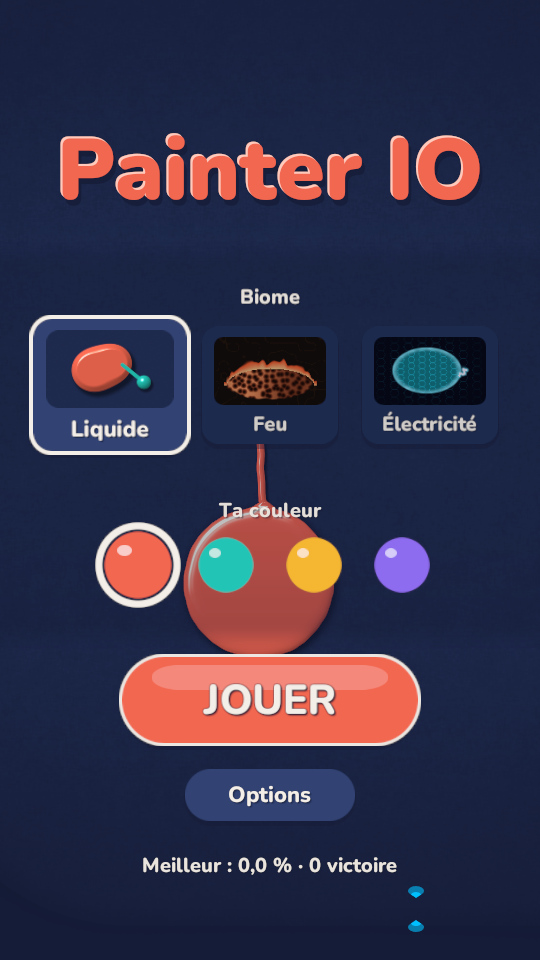 Painter IO
Biome
Liquide
Feu
Électricité
Ta couleur
JOUER
Options
Meilleur : 0,0 % · 0 victoire